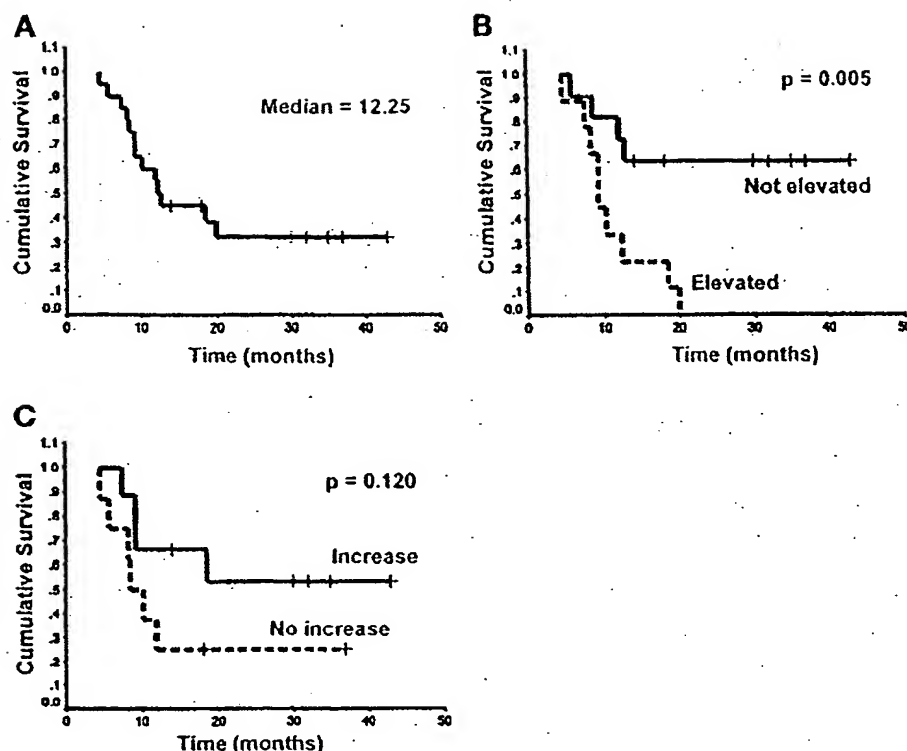 A
Cumulative Survival
1.1
1.0
.9
.8
.7
.6
.5
.4
.3
.2
.1
0.0
Median = 12.25
0 10 20 30 40 50
Time (months)
B
Cumulative Survival
1.1
1.0
.9
.8
.7
.6
.5
.4
.3
.2
.1
0.0
p = 0.005
Not elevated
Elevated
0 10 20 30 40 50
Time (months)
C
Cumulative Survival
1.1
1.0
.9
.8
.7
.6
.5
.4
.3
.2
.1
0.0
p = 0.120
Increase
No increase
0 10 20 30 40 50
Time (months)